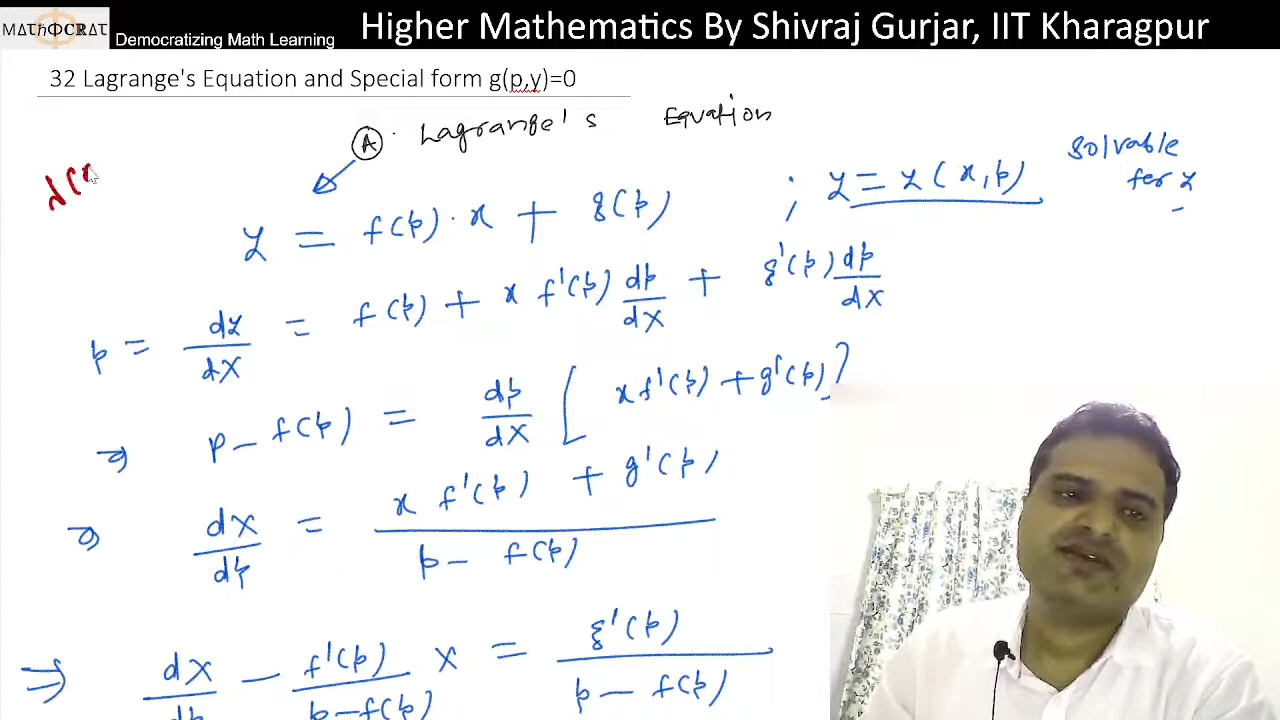 MATHOCRAT
Democratizing Math Learning
Higher Mathematics By Shivraj Gurjar, IIT Kharagpur
32 Lagrange's Equation and Special form g(p,y)=0
Ⓐ. Lagrange's Equation
y = f(p)·x + g(p) ; y = y(x,p) solvable for y
p = dy/dx = f(p) + x f'(p) dp/dx + g'(p) dp/dx
⇒ p − f(p) = dp/dx [ x f'(p) + g'(p) ]
⇒ dx/dp = (x f'(p) + g'(p)) / (p − f(p))
⇒ dx/dp − f'(p)/(p − f(p)) x = g'(p)/(p − f(p))